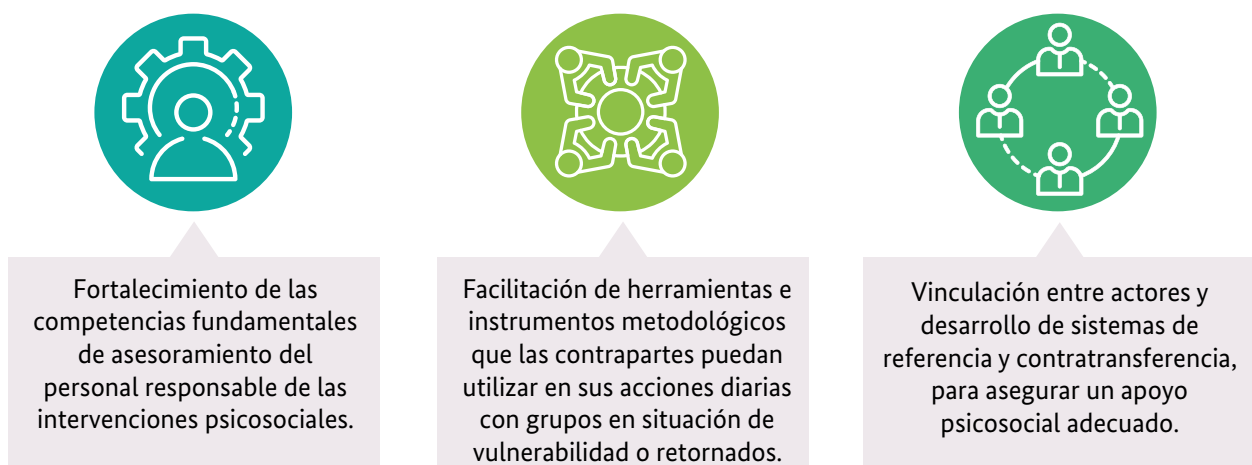 Fortalecimiento de las
competencias fundamentales
de asesoramiento del
personal responsable de las
intervenciones psicosociales.
Facilitación de herramientas e
instrumentos metodológicos
que las contrapartes puedan
utilizar en sus acciones diarias
con grupos en situación de
vulnerabilidad o retornados.
Vinculación entre actores y
desarrollo de sistemas de
referencia y contratransferencia,
para asegurar un apoyo
psicosocial adecuado.